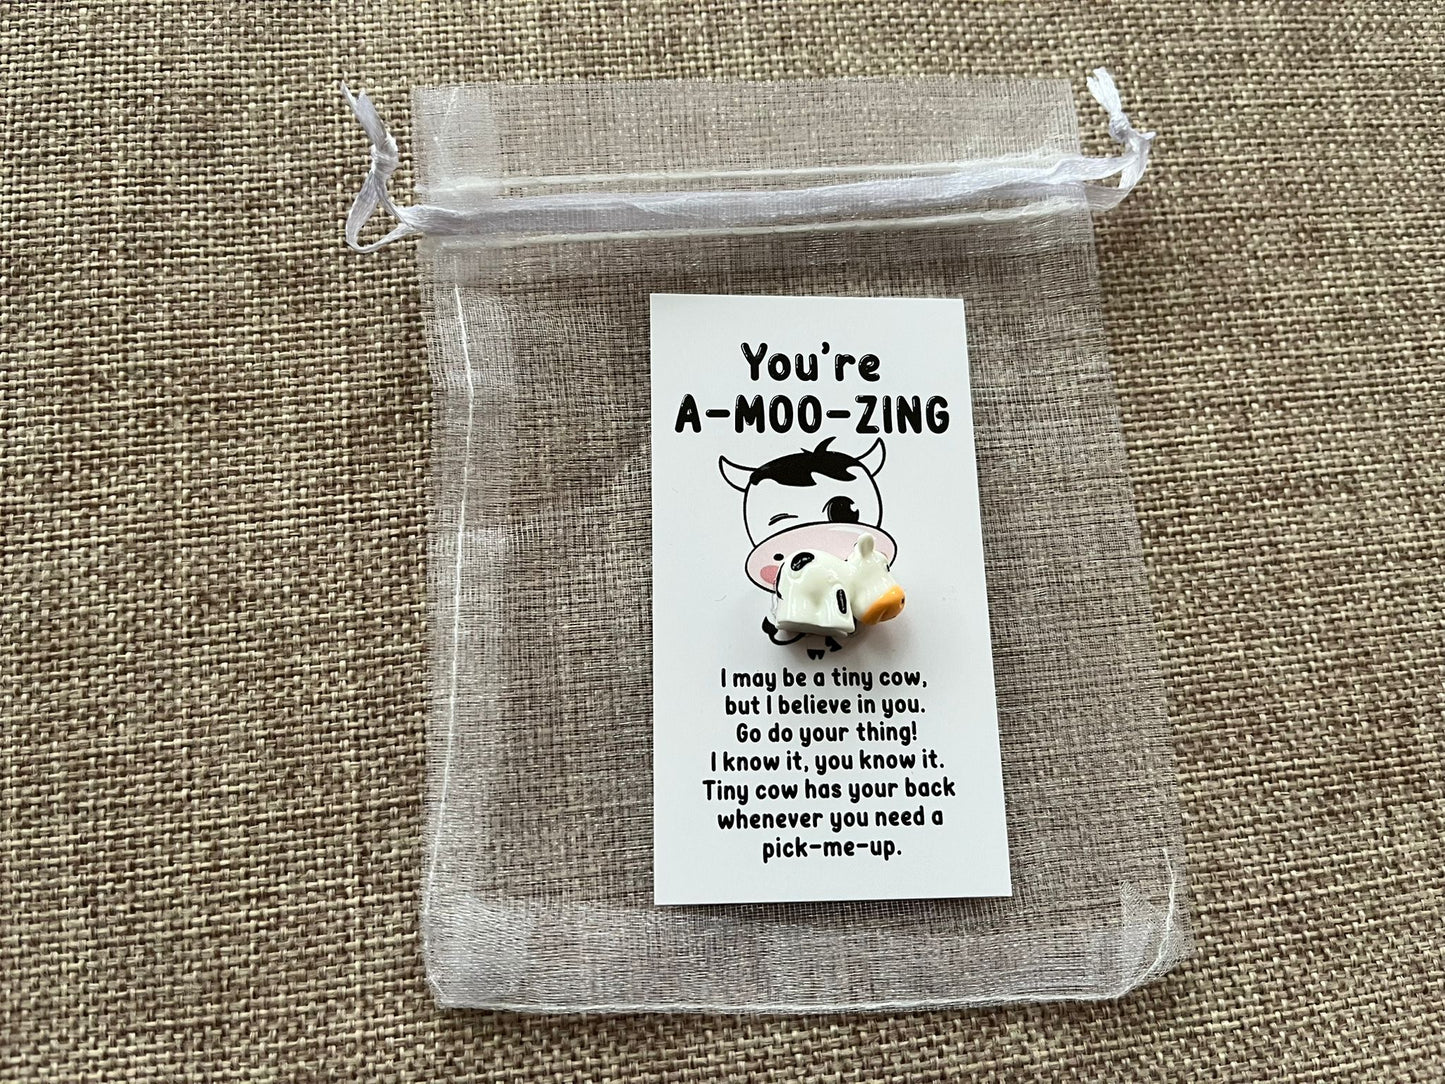 You're
A-MOO-ZING
I may be a tiny cow,
but I believe in you.
Go do your thing!
I know it, you know it.
Tiny cow has your back
whenever you need a
pick-me-up.